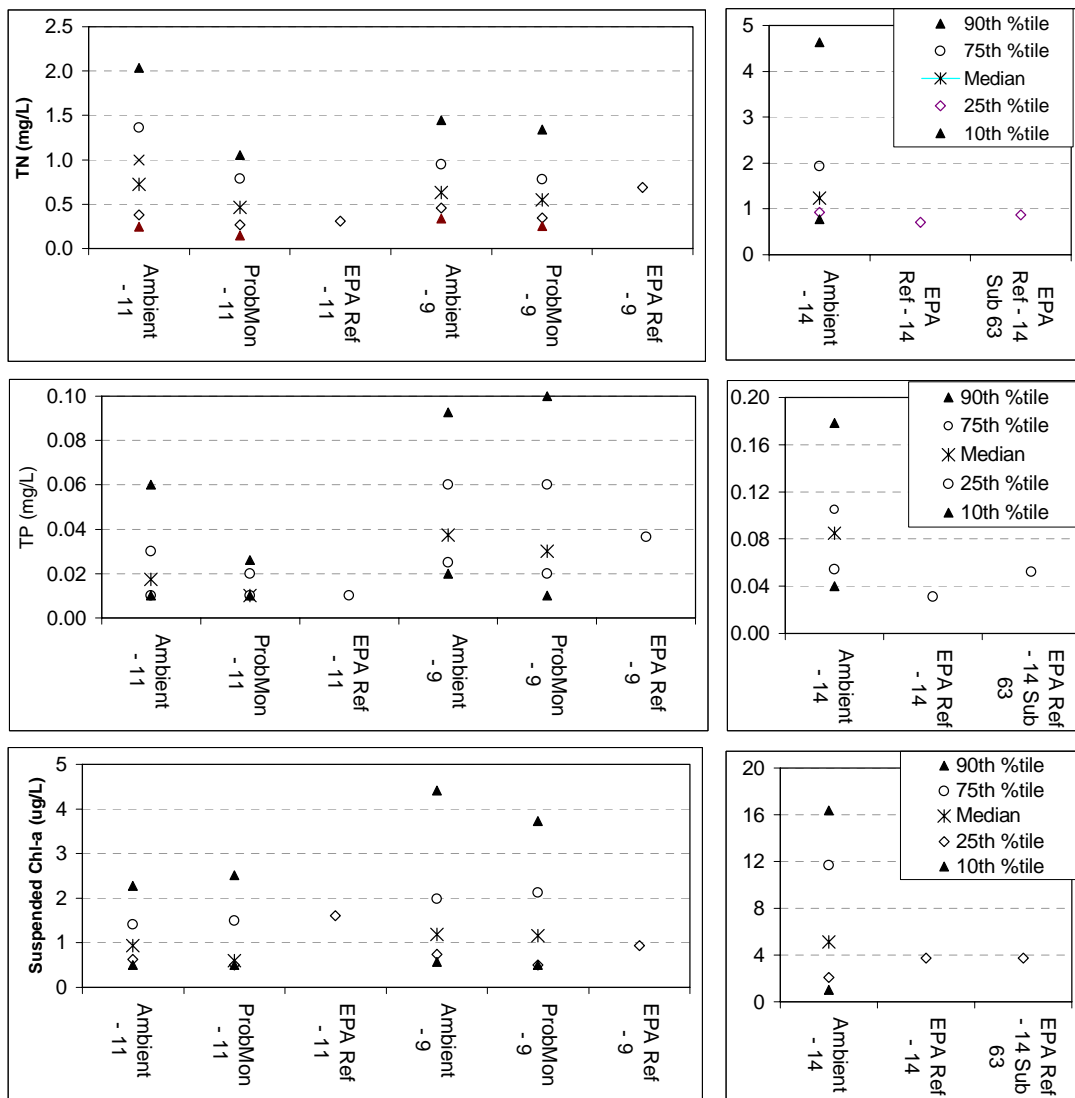 TN (mg/L)
2.5
2.0
1.5
1.0
0.5
0.0
Ambient
- 11
ProbMon
- 11
EPA Ref
- 11
Ambient
- 9
ProbMon
- 9
EPA Ref
- 9
5
4
3
2
1
0
90th %tile
75th %tile
Median
25th %tile
10th %tile
Ambient
- 14
EPA
Ref - 14
EPA
Ref - 14
Sub 63
TP (mg/L)
0.10
0.08
0.06
0.04
0.02
0.00
Ambient
- 11
ProbMon
- 11
EPA Ref
- 11
Ambient
- 9
ProbMon
- 9
EPA Ref
- 9
0.20
0.16
0.12
0.08
0.04
0.00
90th %tile
75th %tile
Median
25th %tile
10th %tile
Ambient
- 14
EPA Ref
- 14
EPA Ref
- 14 Sub
63
Suspended Chl-a (ug/L)
5
4
3
2
1
0
Ambient
- 11
ProbMon
- 11
EPA Ref
- 11
Ambient
- 9
ProbMon
- 9
EPA Ref
- 9
20
16
12
8
4
0
90th %tile
75th %tile
Median
25th %tile
10th %tile
Ambient
- 14
EPA Ref
- 14
EPA Ref
- 14 Sub
63